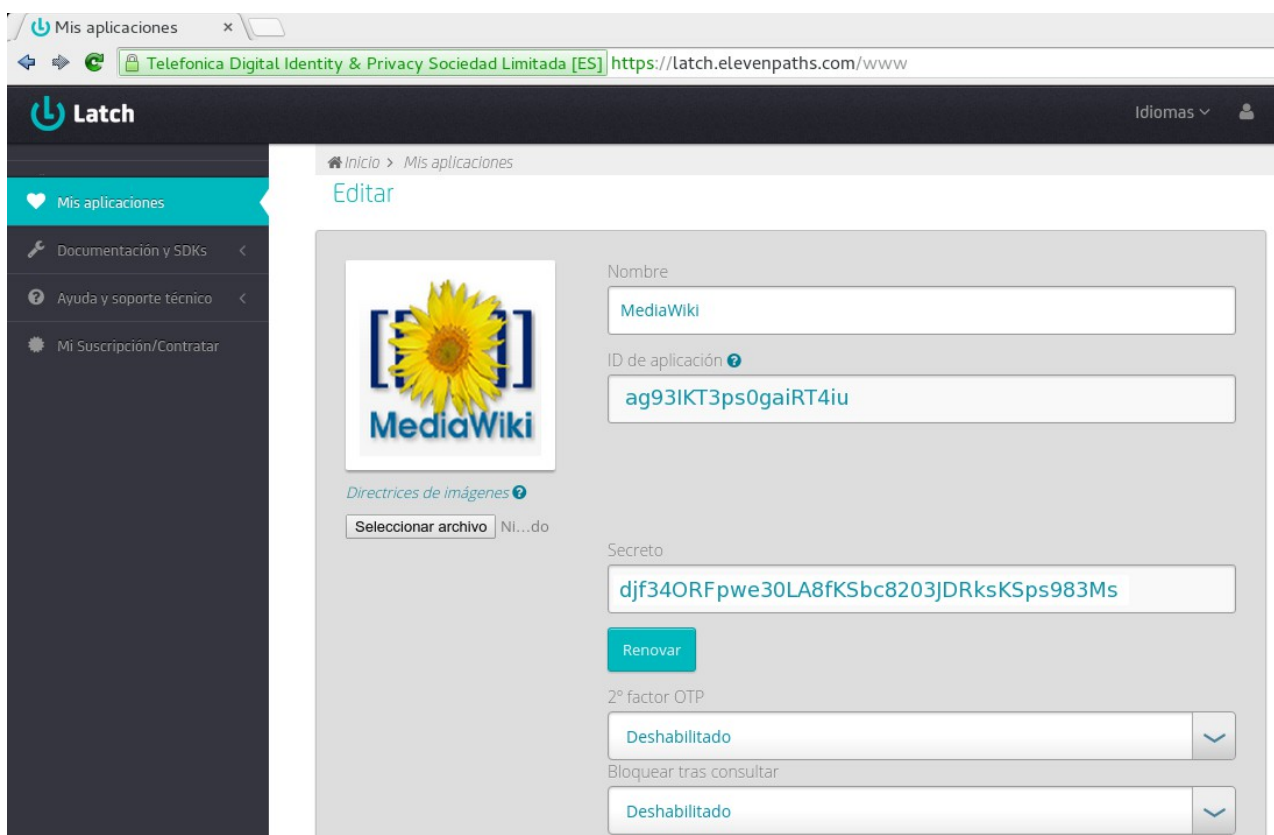 Mis aplicaciones ×
Telefonica Digital Identity & Privacy Sociedad Limitada [ES] https://latch.elevenpaths.com/www
Latch
Idiomas
Inicio > Mis aplicaciones
Editar
Mis aplicaciones
Documentación y SDKs
Ayuda y soporte técnico
Mi Suscripción/Contratar
MediaWiki
Directrices de imágenes
Seleccionar archivo Ni...do
Nombre
MediaWiki
ID de aplicación
ag93IKT3ps0gaiRT4iu
Secreto
djf34ORFpwe30LA8fKSbc8203JDRksKSps983Ms
Renovar
2º factor OTP
Deshabilitado
Bloquear tras consultar
Deshabilitado